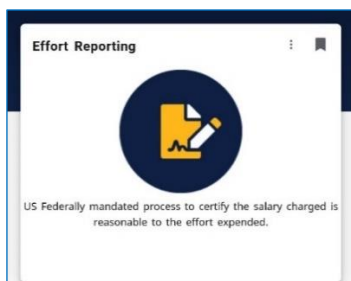 Effort Reporting
US Federally mandated process to certify the salary charged is
reasonable to the effort expended.